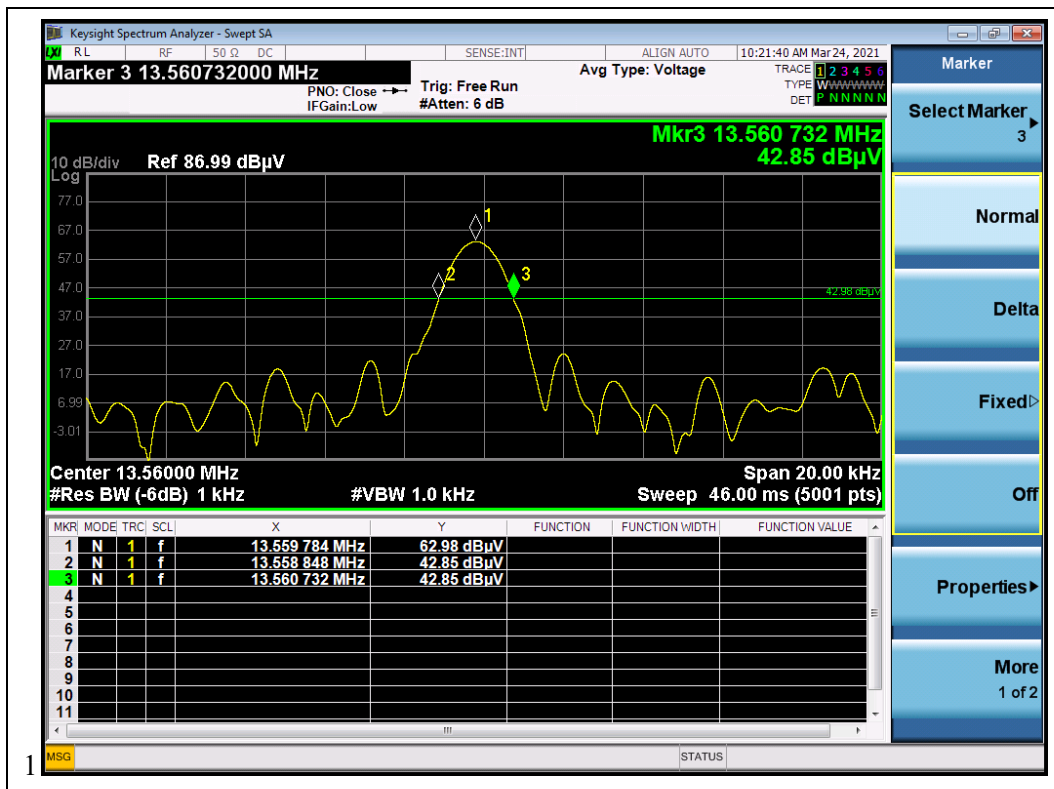 Keysight Spectrum Analyzer - Swept SA
LXI RL RF 50 Ω DC SENSE:INT ALIGN AUTO 10:21:40 AM Mar 24, 2021
Marker 3 13.560732000 MHz
PNO: Close
IFGain:Low
Trig: Free Run
#Atten: 6 dB
Avg Type: Voltage
TRACE 1 2 3 4 5 6
TYPE WWWWWW
DET P N N N N N
Mkr3 13.560 732 MHz
42.85 dBµV
10 dB/div Ref 86.99 dBµV
Log
77.0
67.0
57.0
47.0
37.0
27.0
17.0
6.99
-3.01
1
2
3
42.98 dBµV
Center 13.56000 MHz Span 20.00 kHz
#Res BW (-6dB) 1 kHz #VBW 1.0 kHz Sweep 46.00 ms (5001 pts)
MKR MODE TRC SCL X Y FUNCTION FUNCTION WIDTH FUNCTION VALUE
1 N 1 f 13.559 784 MHz 62.98 dBµV
2 N 1 f 13.558 848 MHz 42.85 dBµV
3 N 1 f 13.560 732 MHz 42.85 dBµV
4
5
6
7
8
9
10
11
MSG STATUS
Marker
Select Marker
3
Normal
Delta
Fixed
Off
Properties
More
1 of 2
1